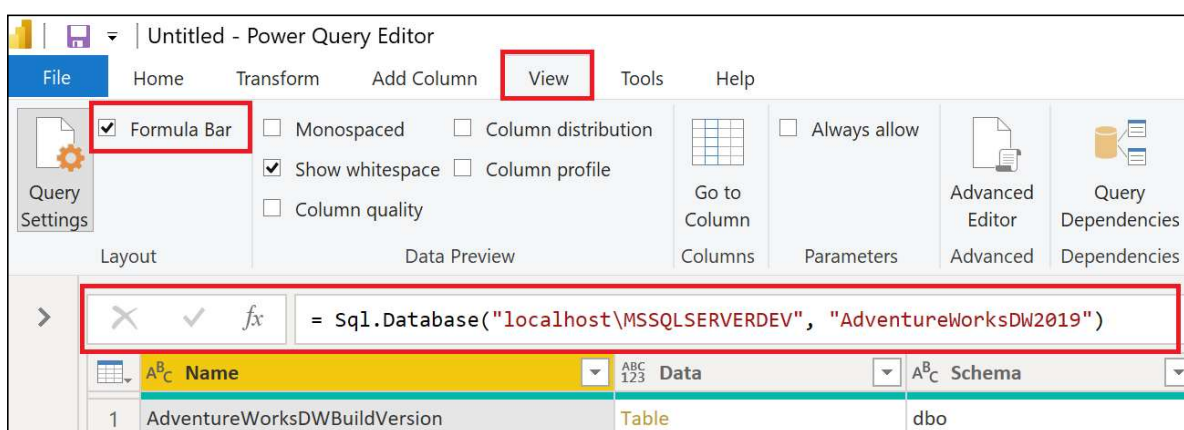 Untitled - Power Query Editor
File Home Transform Add Column View Tools Help
Formula Bar Monospaced Column distribution Always allow
Show whitespace Column profile
Query Settings Column quality Go to Column Advanced Editor Query Dependencies
Layout Data Preview Columns Parameters Advanced Dependencies
fx = Sql.Database("localhost\MSSQLSERVERDEV", "AdventureWorksDW2019")
ABC Name ABC 123 Data ABC Schema
1 AdventureWorksDWBuildVersion Table dbo